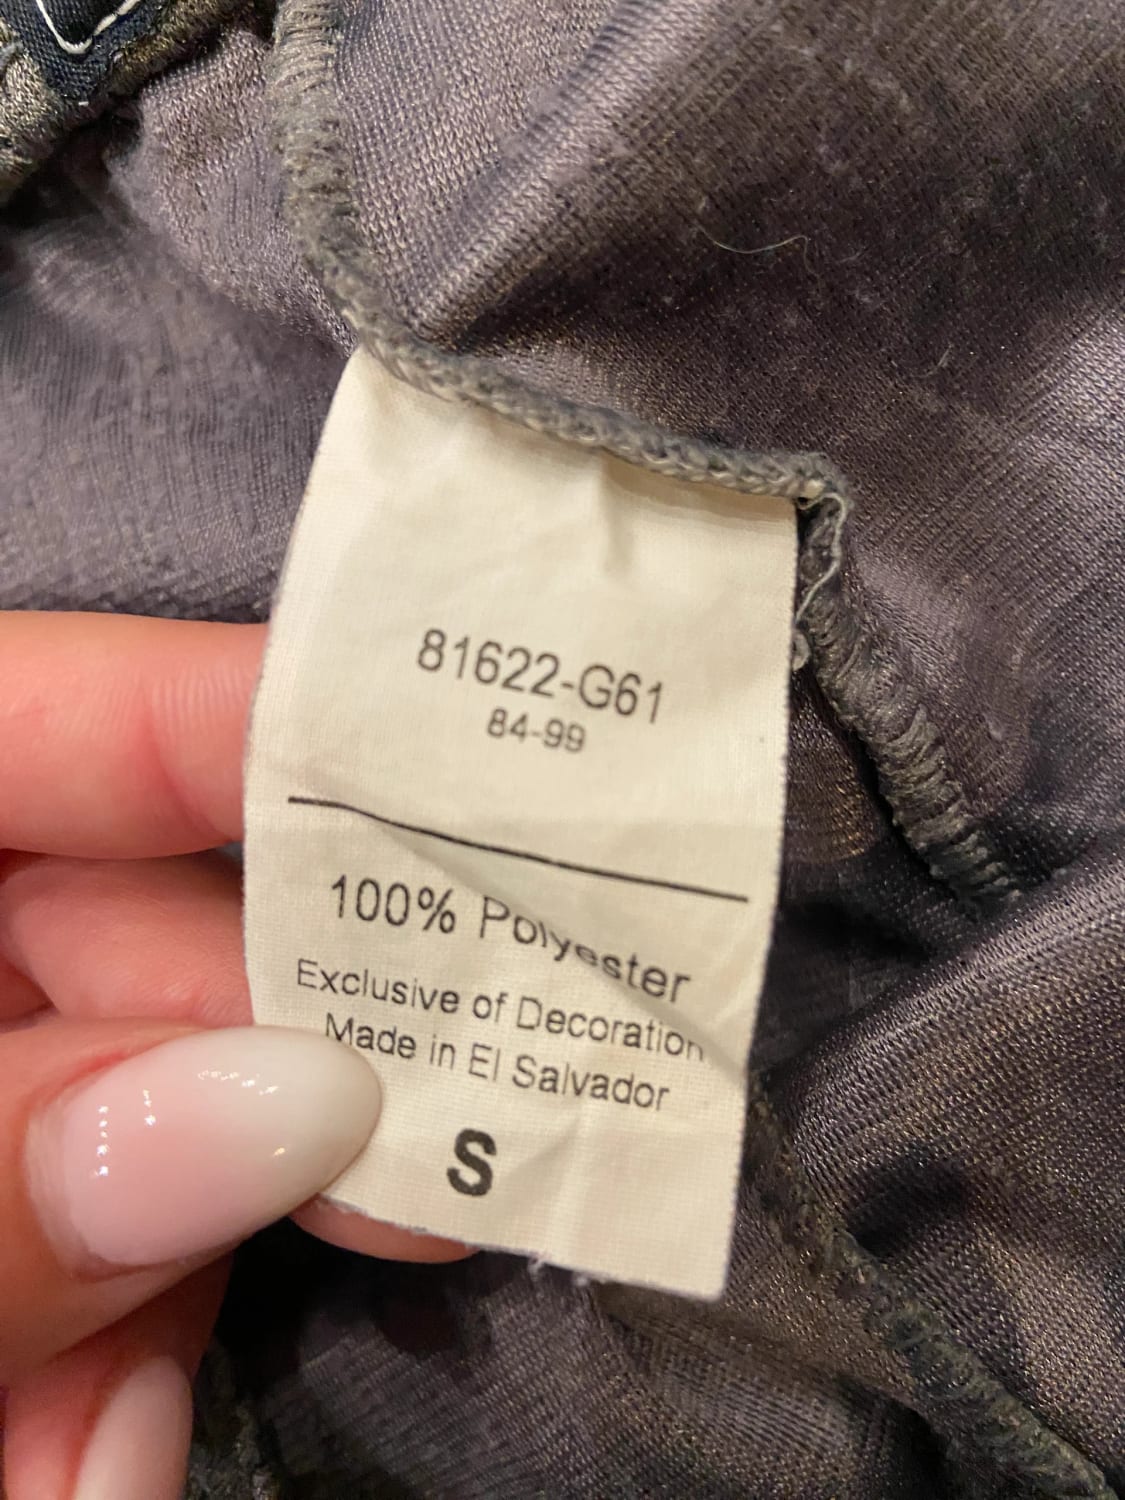 81622-G61
84-99
100% Polyester
Exclusive of Decoration
Made in El Salvador
S